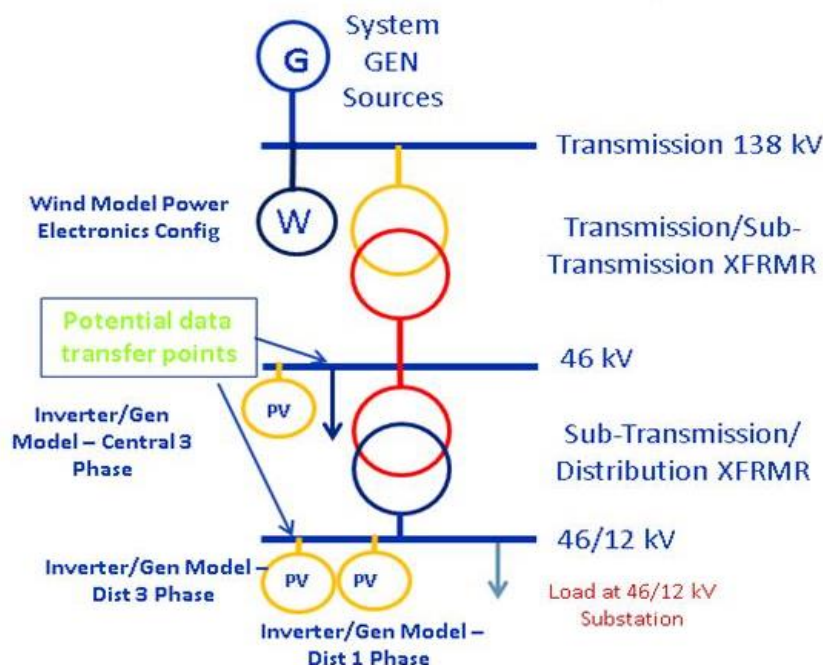 System
GEN
Sources
G
Transmission 138 kV
Wind Model Power
Electronics Config
W
Transmission/Sub-
Transmission XFRMR
Potential data
transfer points
46 kV
PV
Inverter/Gen
Model – Central 3
Phase
Sub-Transmission/
Distribution XFRMR
46/12 kV
Inverter/Gen Model –
Dist 3 Phase
PV
PV
Load at 46/12 kV
Substation
Inverter/Gen Model –
Dist 1 Phase